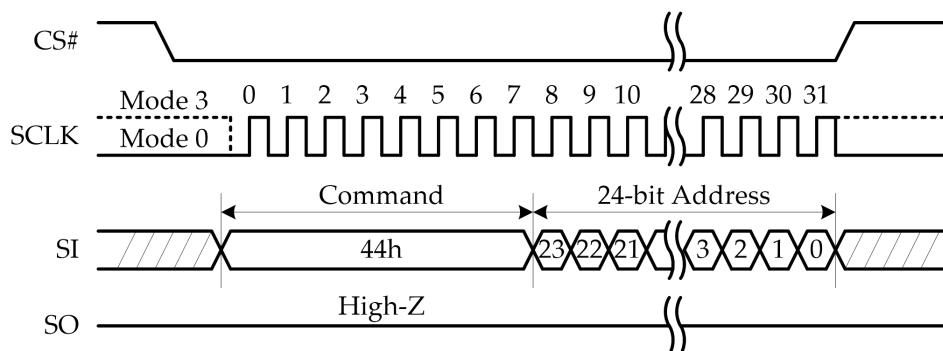 CS#
Mode 3 0 1 2 3 4 5 6 7 8 9 10 28 29 30 31
SCLK
Mode 0
Command 24-bit Address
SI 44h 23 22 21 3 2 1 0
High-Z
SO